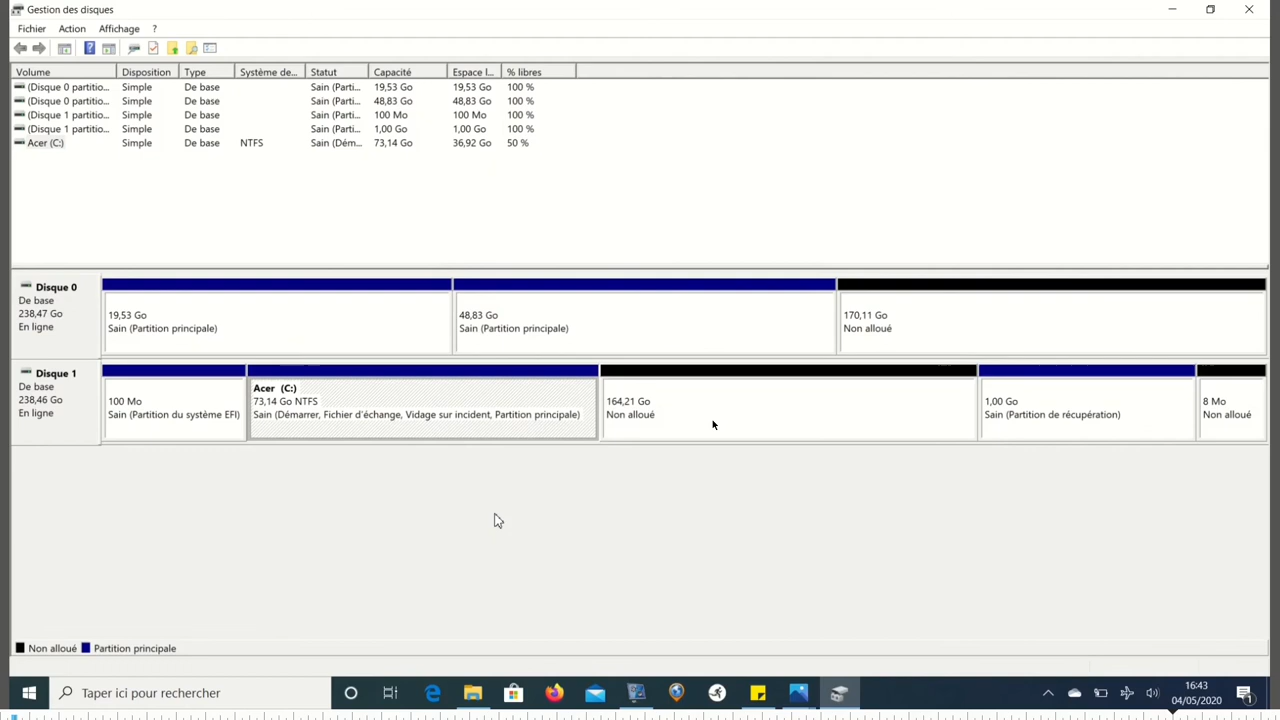 Gestion des disques
Fichier Action Affichage ?
Volume Disposition Type Système de... Statut Capacité Espace l... % libres
(Disque 0 partitio... Simple De base Sain (Parti... 19,53 Go 19,53 Go 100 %
(Disque 0 partitio... Simple De base Sain (Parti... 48,83 Go 48,83 Go 100 %
(Disque 1 partitio... Simple De base Sain (Parti... 100 Mo 100 Mo 100 %
(Disque 1 partitio... Simple De base Sain (Parti... 1,00 Go 1,00 Go 100 %
Acer (C:) Simple De base NTFS Sain (Dém... 73,14 Go 36,92 Go 50 %
Disque 0
De base
238,47 Go
En ligne
19,53 Go
Sain (Partition principale)
48,83 Go
Sain (Partition principale)
170,11 Go
Non alloué
Disque 1
De base
238,46 Go
En ligne
100 Mo
Sain (Partition du système EFI)
Acer (C:)
73,14 Go NTFS
Sain (Démarrer, Fichier d'échange, Vidage sur incident, Partition principale)
164,21 Go
Non alloué
1,00 Go
Sain (Partition de récupération)
8 Mo
Non alloué
Non alloué Partition principale
Taper ici pour rechercher
16:43
04/05/2020
1